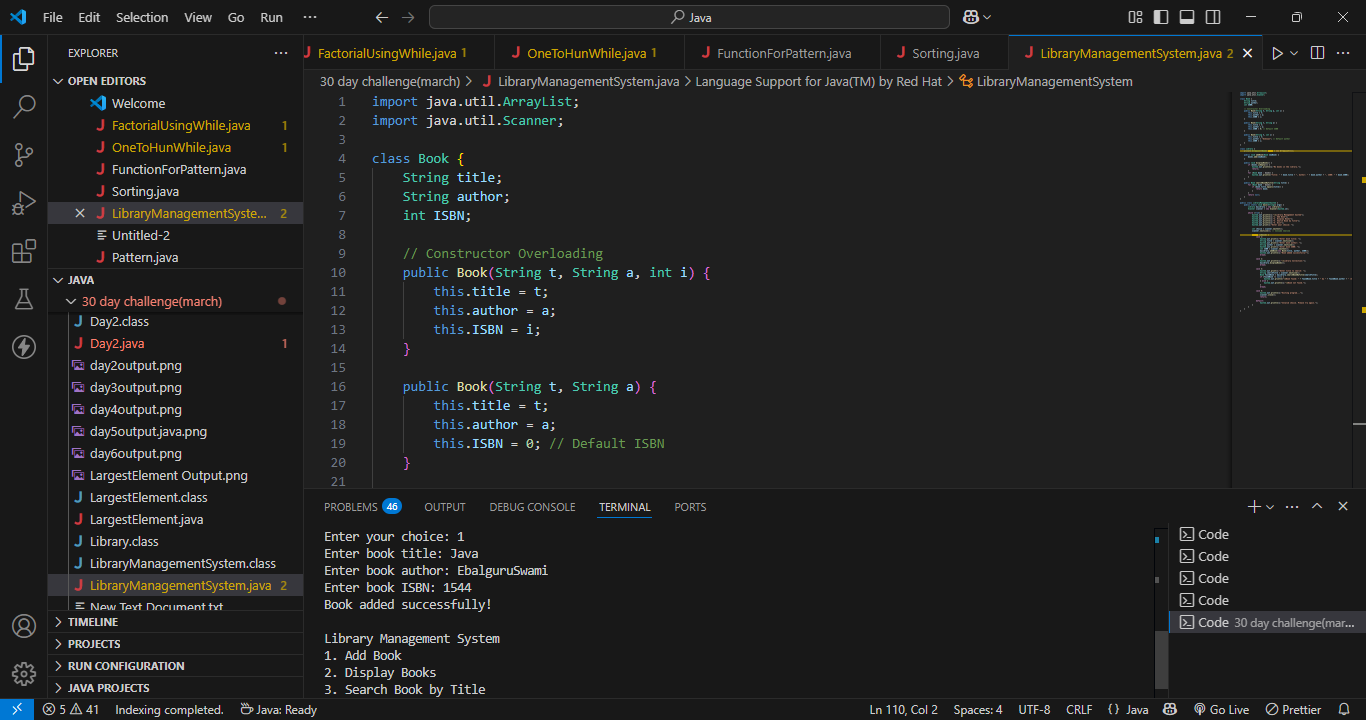 File Edit Selection View Go Run ··· Java
EXPLORER ···
OPEN EDITORS
Welcome
FactorialUsingWhile.java 1
OneToHunWhile.java 1
FunctionForPattern.java
Sorting.java
LibraryManagementSyste... 2
Untitled-2
Pattern.java
JAVA
30 day challenge(march)
Day2.class
Day2.java 1
day2output.png
day3output.png
day4output.png
day5output.java.png
day6output.png
LargestElement Output.png
LargestElement.class
LargestElement.java
Library.class
LibraryManagementSystem.class
LibraryManagementSystem.java 2
New Text Document.txt
TIMELINE
PROJECTS
RUN CONFIGURATION
JAVA PROJECTS
FactorialUsingWhile.java 1 OneToHunWhile.java 1 FunctionForPattern.java Sorting.java LibraryManagementSystem.java 2
30 day challenge(march) > LibraryManagementSystem.java > Language Support for Java(TM) by Red Hat > LibraryManagementSystem
1 import java.util.ArrayList;
2 import java.util.Scanner;
3
4 class Book {
5 String title;
6 String author;
7 int ISBN;
8
9 // Constructor Overloading
10 public Book(String t, String a, int i) {
11 this.title = t;
12 this.author = a;
13 this.ISBN = i;
14 }
15
16 public Book(String t, String a) {
17 this.title = t;
18 this.author = a;
19 this.ISBN = 0; // Default ISBN
20 }
21
PROBLEMS 46 OUTPUT DEBUG CONSOLE TERMINAL PORTS
Enter your choice: 1
Enter book title: Java
Enter book author: EbalguruSwami
Enter book ISBN: 1544
Book added successfully!
Library Management System
1. Add Book
2. Display Books
3. Search Book by Title
Code
Code
Code
Code
Code 30 day challenge(mar...
5 41 Indexing completed. Java: Ready Ln 110, Col 2 Spaces: 4 UTF-8 CRLF {} Java Go Live Prettier